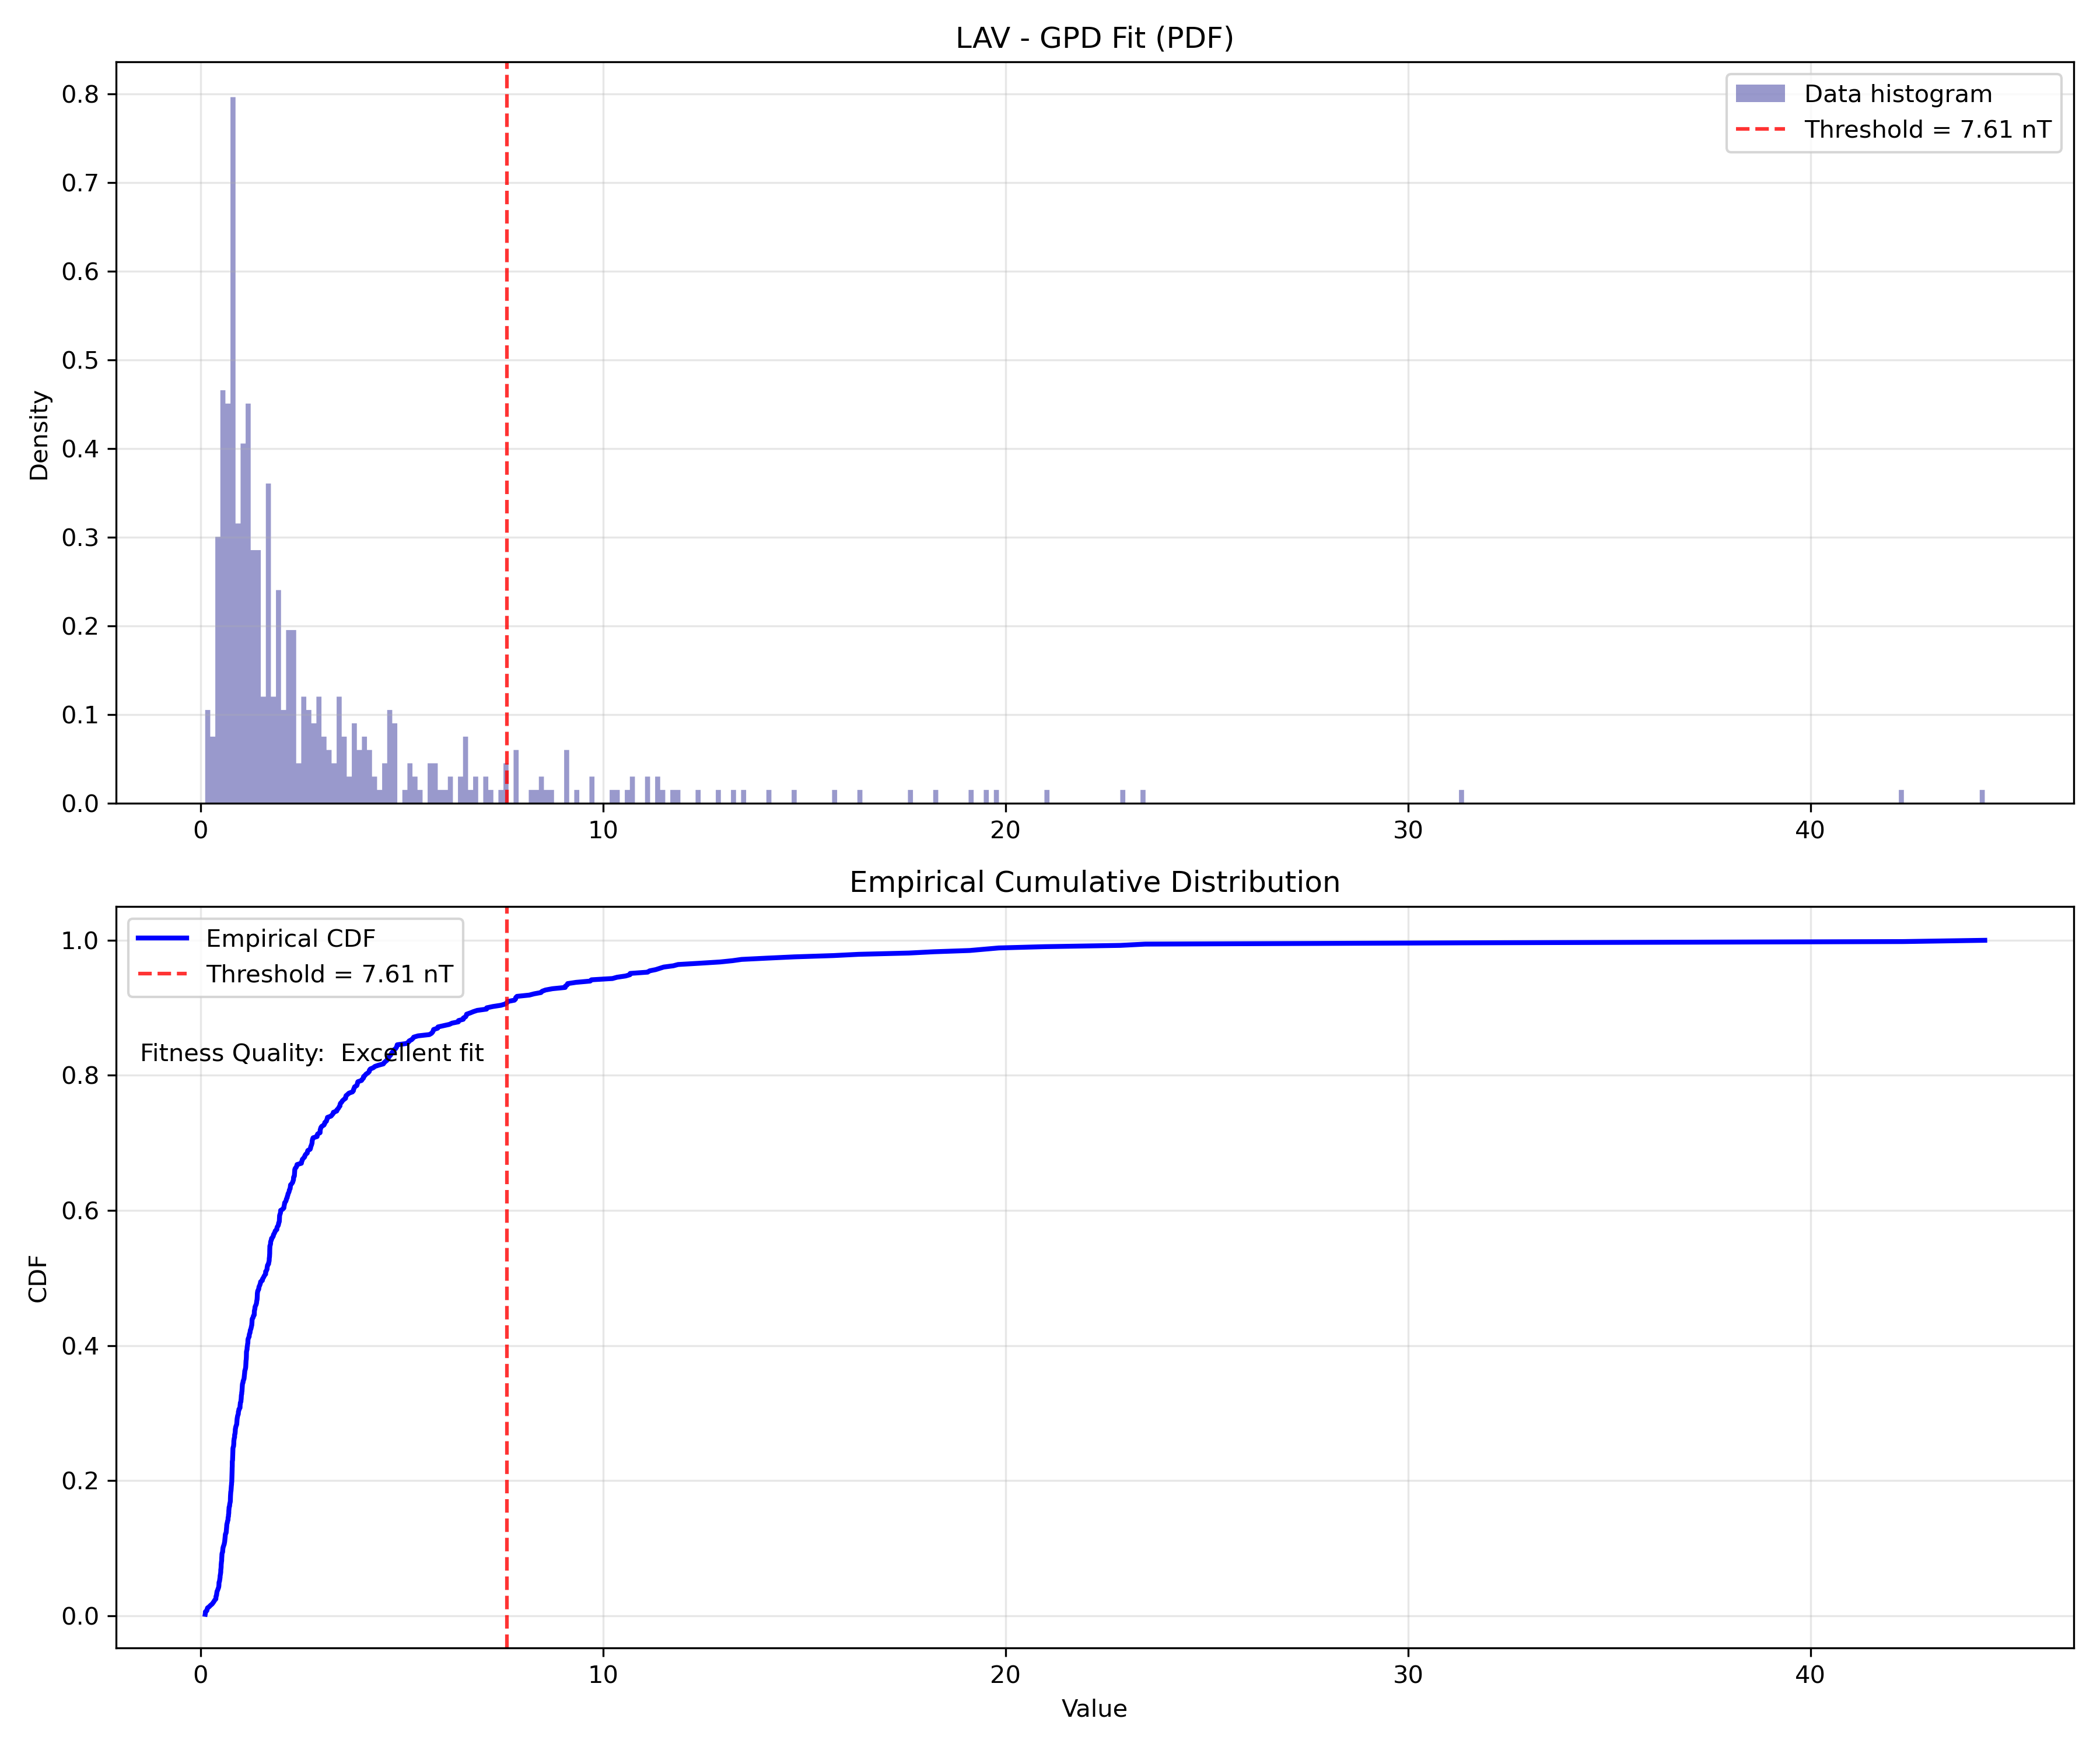 LAV - GPD Fit (PDF)
Data histogram
Threshold = 7.61 nT
Density
0.8
0.7
0.6
0.5
0.4
0.3
0.2
0.1
0.0
0 10 20 30 40
Empirical Cumulative Distribution
Empirical CDF
Threshold = 7.61 nT
Fitness Quality:  Excellent fit
CDF
1.0
0.8
0.6
0.4
0.2
0.0
0 10 20 30 40
Value